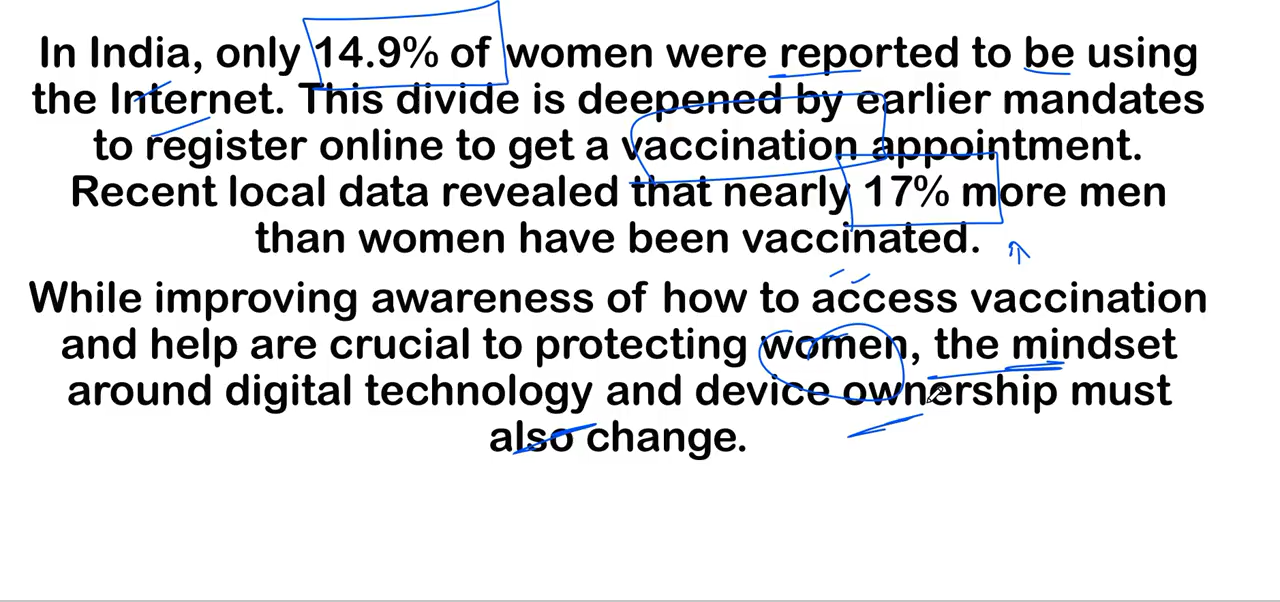 In India, only 14.9% of women were reported to be using
the Internet. This divide is deepened by earlier mandates
to register online to get a vaccination appointment.
Recent local data revealed that nearly 17% more men
than women have been vaccinated.
While improving awareness of how to access vaccination
and help are crucial to protecting women, the mindset
around digital technology and device ownership must
also change.